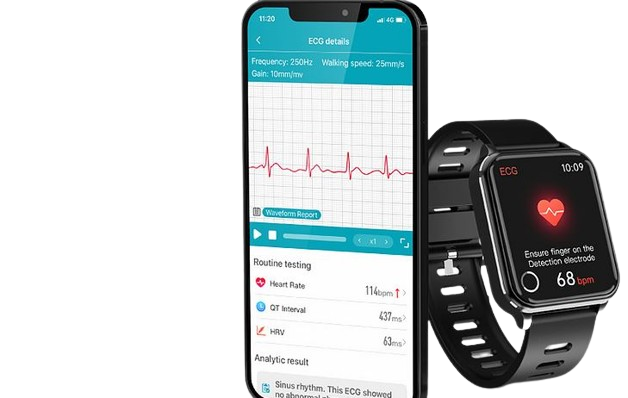 11:20
4G
ECG details
Frequency: 250Hz Walking speed: 25mm/s
Gain: 10mm/mv
Waveform Report
x1
Routine testing
Heart Rate 114bpm ↑
QT Interval 437ms
HRV 63ms
Analytic result
Sinus rhythm. This ECG showed
no abnormal
ECG 10:09
Ensure finger on the
Detection electrode
68 bpm